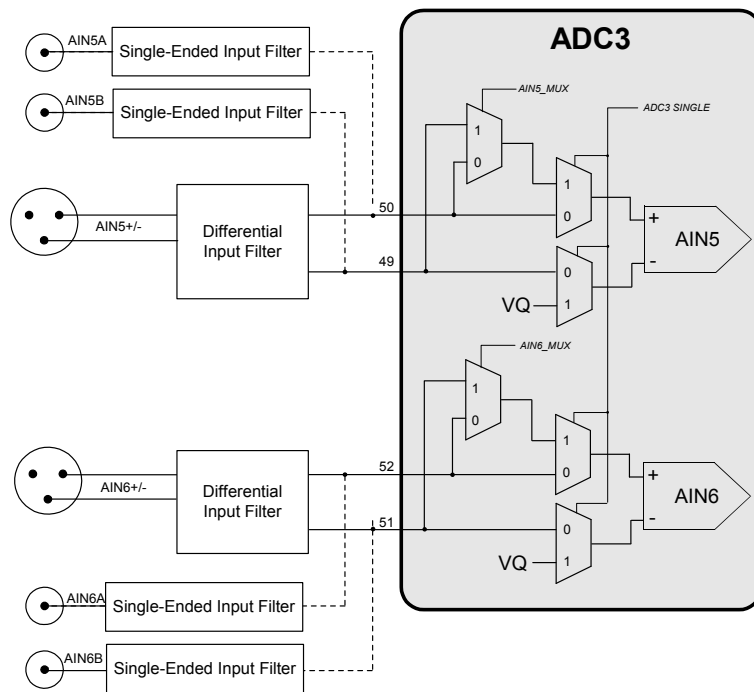 ADC3
AIN5A
Single-Ended Input Filter
AIN5B
Single-Ended Input Filter
AIN5_MUX
ADC3 SINGLE
1
0
1
0
50
AIN5+/-
Differential
Input Filter
49
+
-
AIN5
0
1
VQ
AIN6_MUX
1
0
1
0
52
AIN6+/-
Differential
Input Filter
51
+
-
AIN6
0
1
VQ
AIN6A
Single-Ended Input Filter
AIN6B
Single-Ended Input Filter